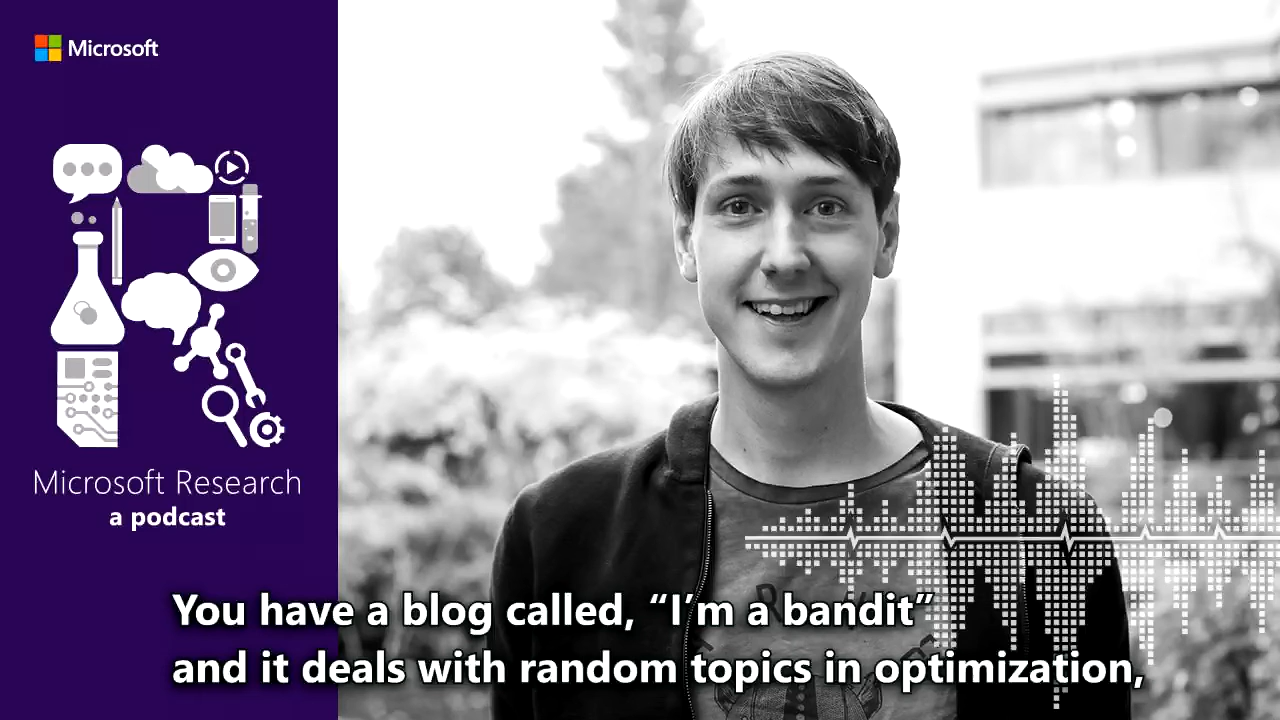 Microsoft
Microsoft Research
a podcast
You have a blog called, “I’m a bandit”
and it deals with random topics in optimization,